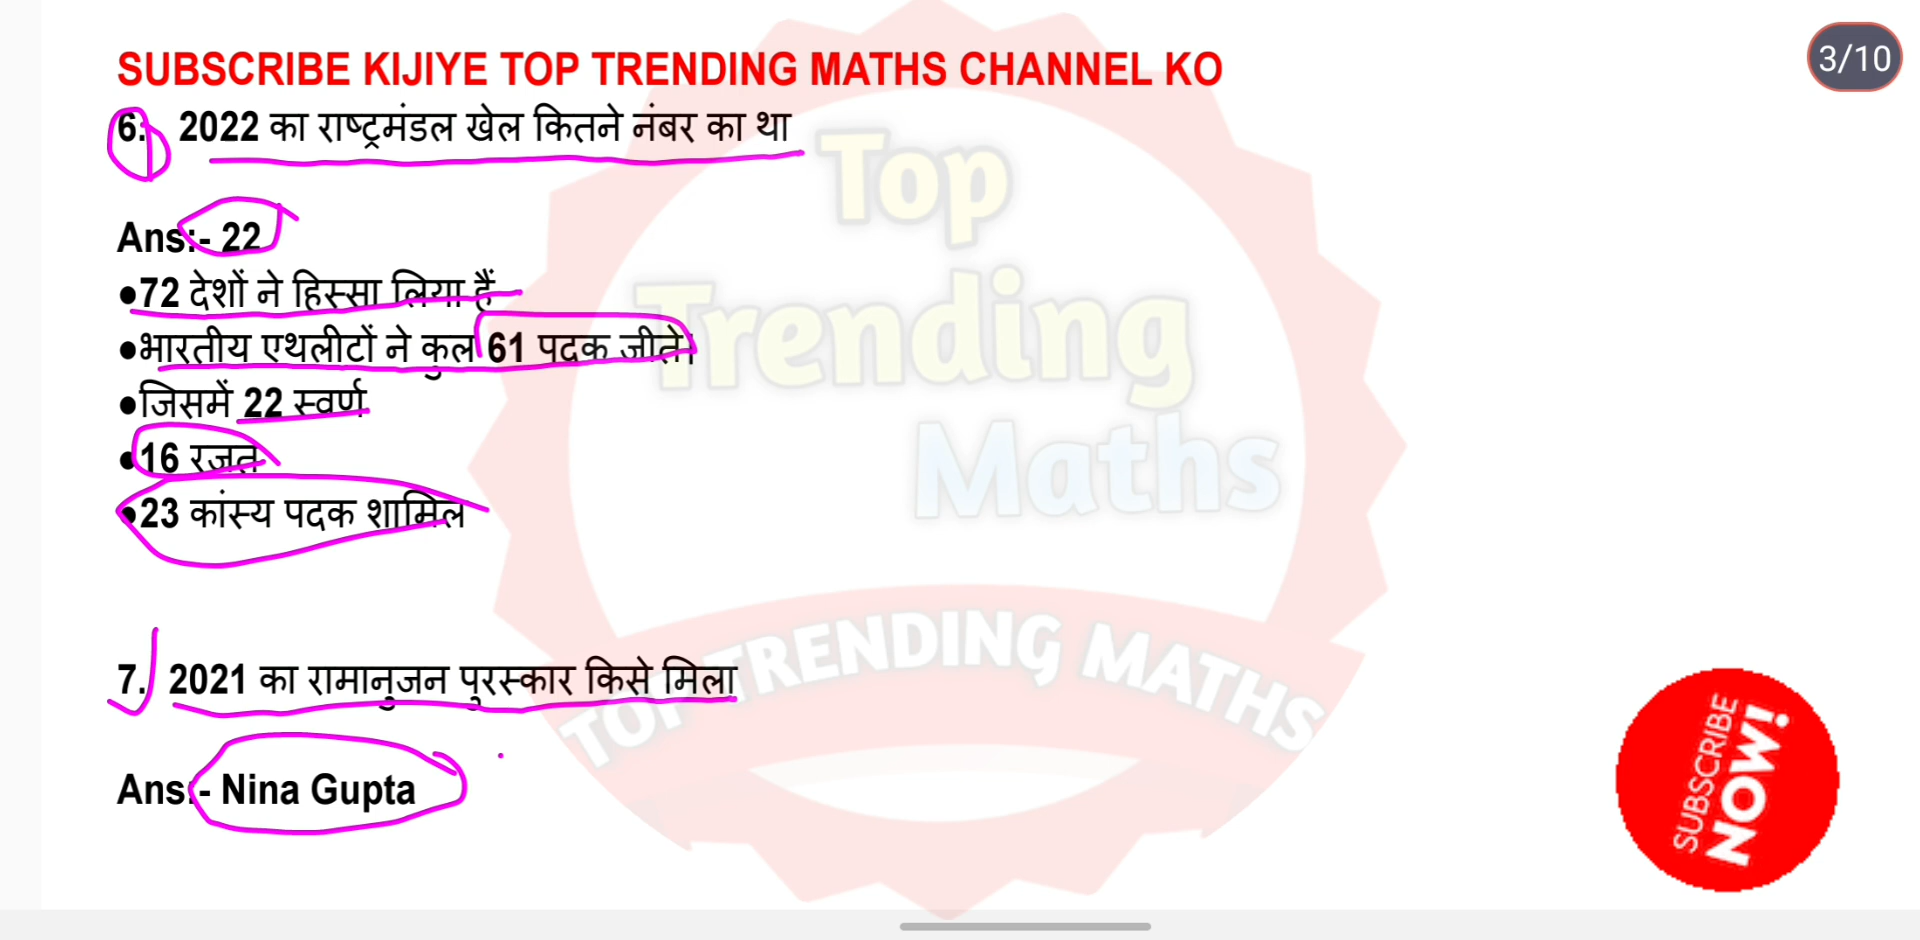 SUBSCRIBE KIJIYE TOP TRENDING MATHS CHANNEL KO
3/10
6. 2022 का राष्ट्रमंडल खेल कितने नंबर का था
Ans:- 22
●72 देशों ने हिस्सा लिया हैं
●भारतीय एथलीटों ने कुल 61 पदक जीते।
●जिसमें 22 स्वर्ण
●16 रजत
●23 कांस्य पदक शामिल
7. 2021 का रामानुजन पुरस्कार किसे मिला
Ans:- Nina Gupta
Top
Trending
Maths
TOP TRENDING MATHS
SUBSCRIBE
NOW!